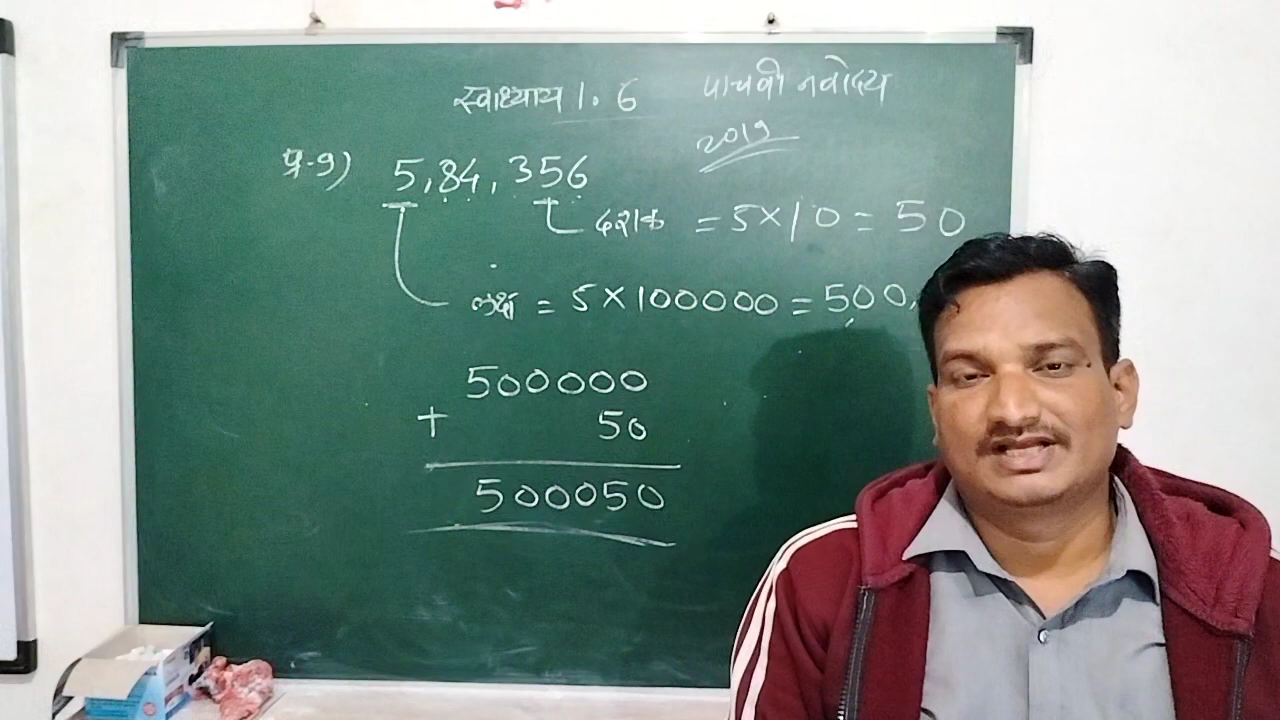 स्वाध्याय 1.6 पाचवी नवोदय
2019
प्र-9) 5,84,356
दशक = 5×10 = 50
लक्ष = 5×100000 = 500,
500000
+ 50
500050